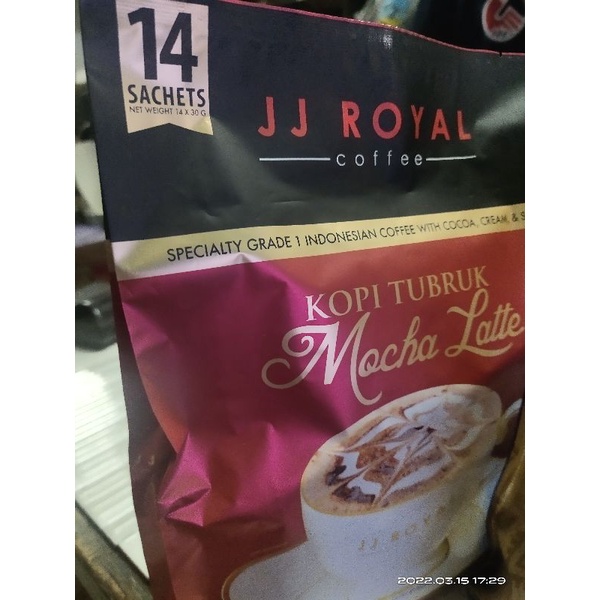 14
SACHETS
NET WEIGHT 14 X 30 G
JJ ROYAL
coffee
SPECIALTY GRADE 1 INDONESIAN COFFEE WITH COCOA, CREAM, & S
KOPI TUBRUK
Mocha Latte
JJ ROYA
2022.03.15 17:29